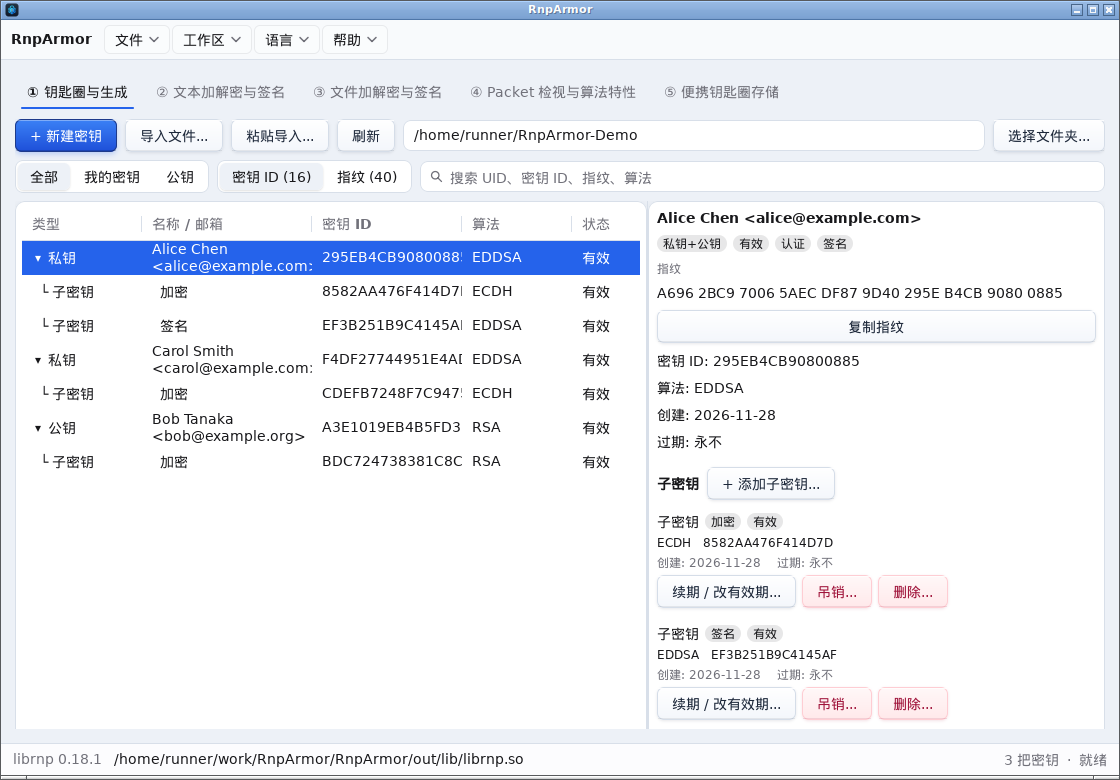 RnpArmor
RnpArmor 文件 工作区 语言 帮助
① 钥匙圈与生成 ② 文本加解密与签名 ③ 文件加解密与签名 ④ Packet 检视与算法特性 ⑤ 便携钥匙圈存储
+ 新建密钥 导入文件... 粘贴导入... 刷新 /home/runner/RnpArmor-Demo 选择文件夹...
全部 我的密钥 公钥 密钥 ID (16) 指纹 (40) 搜索 UID、密钥 ID、指纹、算法
类型 名称 / 邮箱 密钥 ID 算法 状态
▾ 私钥 Alice Chen <alice@example.com> 295EB4CB90800885 EDDSA 有效
└ 子密钥 加密 8582AA476F414D7D ECDH 有效
└ 子密钥 签名 EF3B251B9C4145AF EDDSA 有效
▾ 私钥 Carol Smith <carol@example.com F4DF27744951E4AD EDDSA 有效
└ 子密钥 加密 CDEFB7248F7C947 ECDH 有效
▾ 公钥 Bob Tanaka <bob@example.org> A3E1019EB4B5FD3 RSA 有效
└ 子密钥 加密 BDC724738381C8C RSA 有效
Alice Chen <alice@example.com>
私钥+公钥 有效 认证 签名
指纹
A696 2BC9 7006 5AEC DF87 9D40 295E B4CB 9080 0885
复制指纹
密钥 ID: 295EB4CB90800885
算法: EDDSA
创建: 2026-11-28
过期: 永不
子密钥 + 添加子密钥...
子密钥 加密 有效
ECDH 8582AA476F414D7D
创建: 2026-11-28 过期: 永不
续期 / 改有效期... 吊销... 删除...
子密钥 签名 有效
EDDSA EF3B251B9C4145AF
创建: 2026-11-28 过期: 永不
续期 / 改有效期... 吊销... 删除...
librnp 0.18.1 /home/runner/work/RnpArmor/RnpArmor/out/lib/librnp.so 3 把密钥 · 就绪